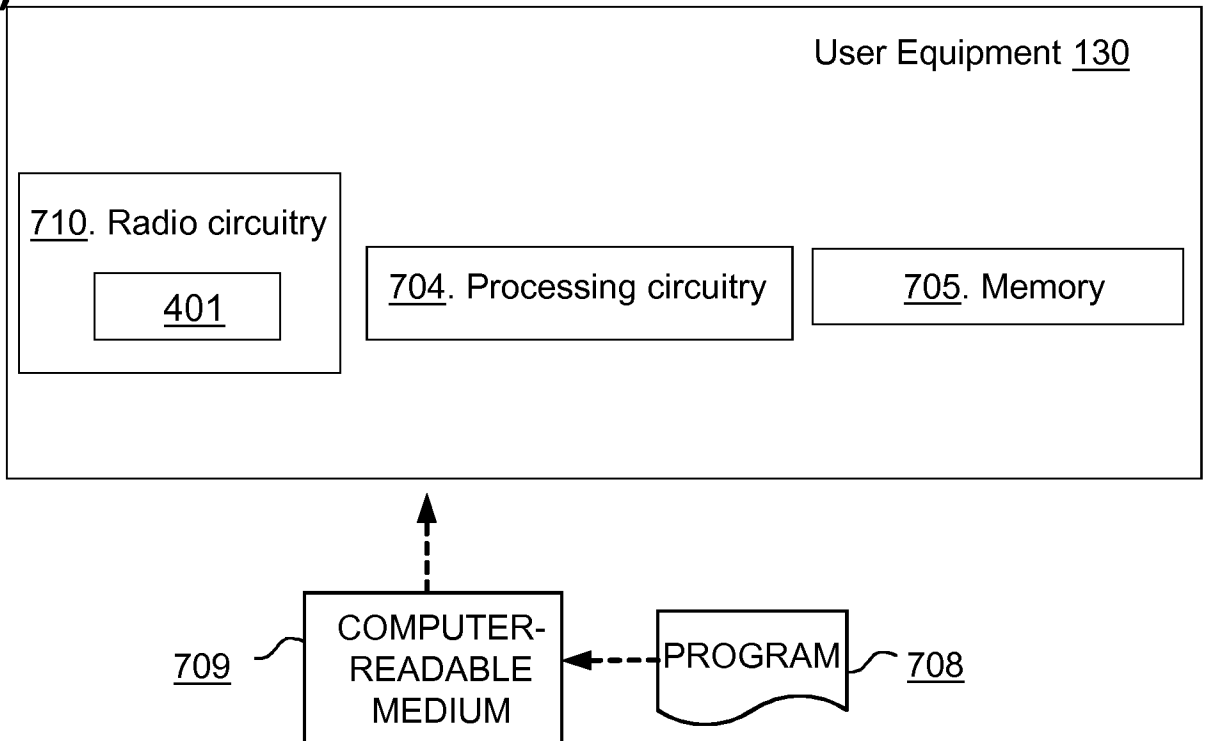 User Equipment 130
710. Radio circuitry
401
704. Processing circuitry
705. Memory
COMPUTER-
READABLE
MEDIUM
709
PROGRAM
708